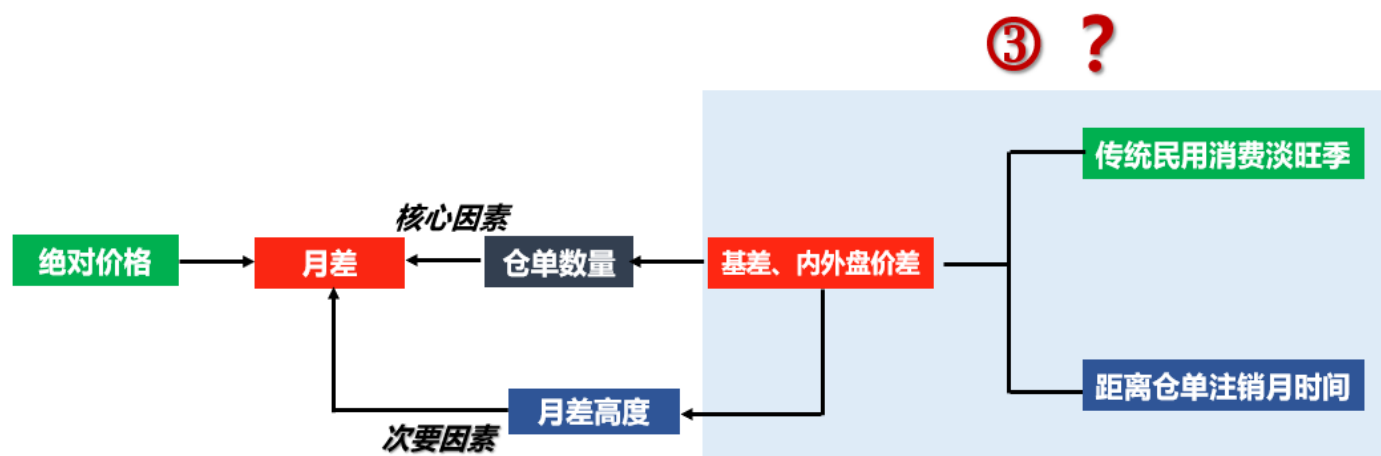 ③ ?
传统民用消费淡旺季
核心因素
绝对价格
月差
仓单数量
基差、内外盘价差
距离仓单注销月时间
月差高度
次要因素